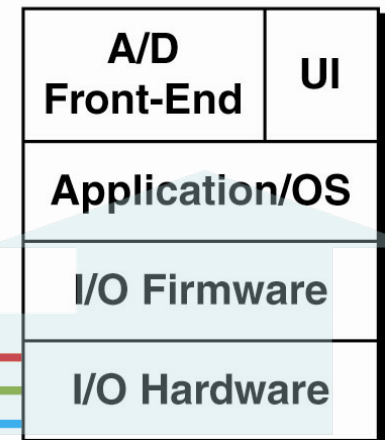 A/D
Front-End
UI
Application/OS
I/O Firmware
I/O Hardware